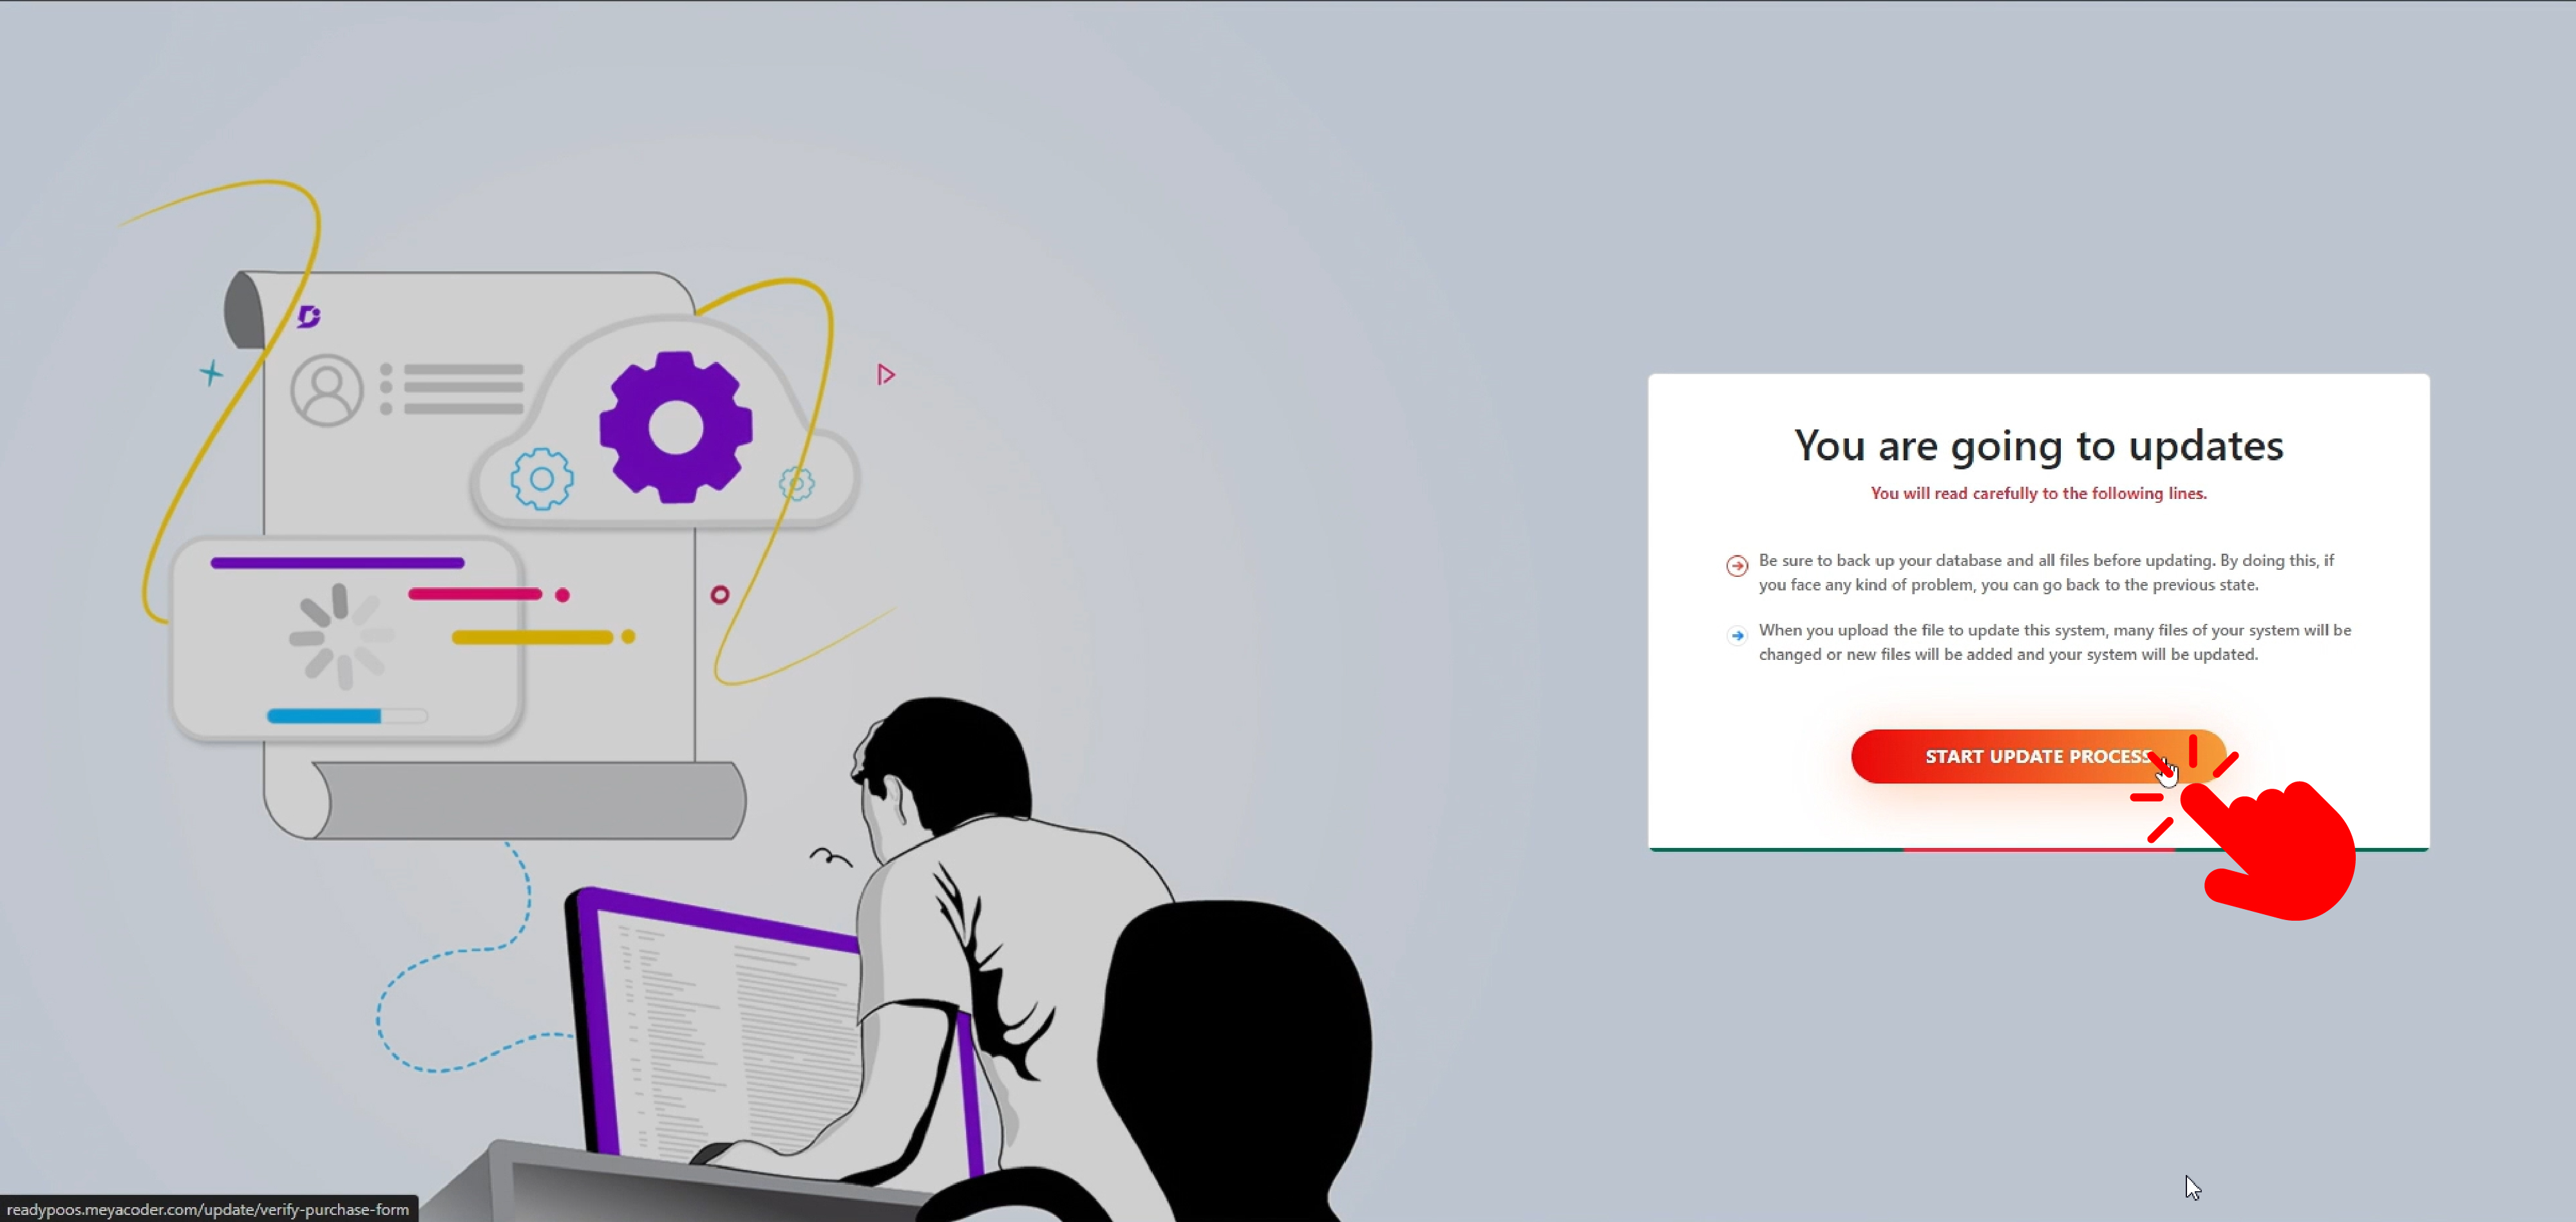 You are going to updates
You will read carefully to the following lines.
Be sure to back up your database and all files before updating. By doing this, if
you face any kind of problem, you can go back to the previous state.
When you upload the file to update this system, many files of your system will be
changed or new files will be added and your system will be updated.
START UPDATE PROCESS
readypoos.meyacoder.com/update/verify-purchase-form